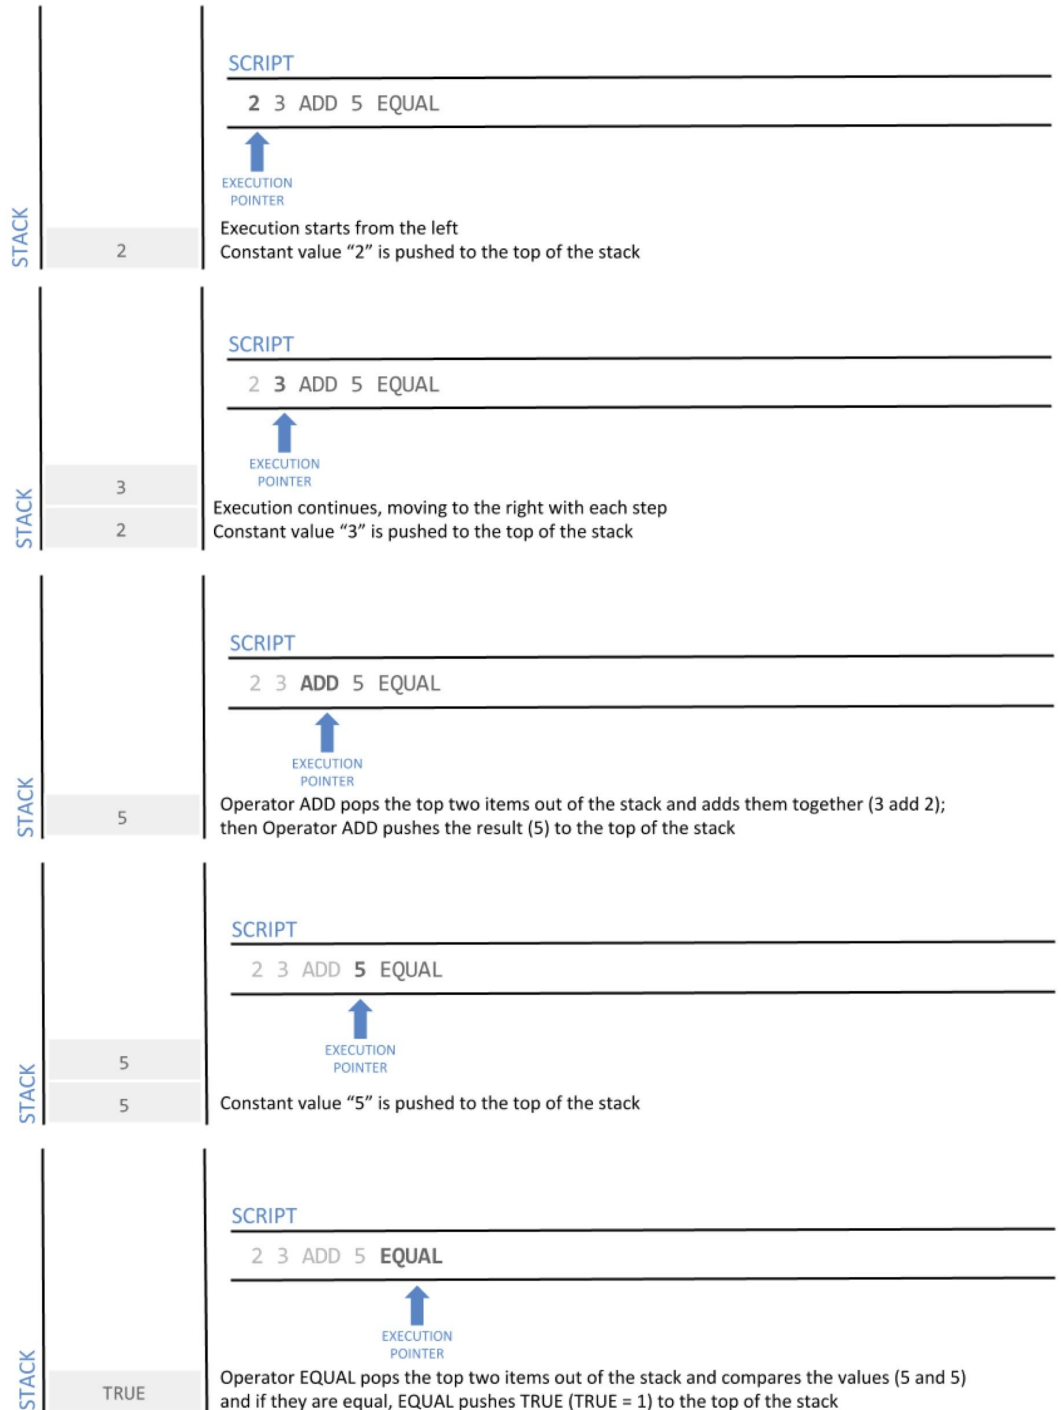 SCRIPT
2 3 ADD 5 EQUAL
EXECUTION
POINTER
STACK
2
Execution starts from the left
Constant value “2” is pushed to the top of the stack
SCRIPT
2 3 ADD 5 EQUAL
EXECUTION
POINTER
STACK
3
2
Execution continues, moving to the right with each step
Constant value “3” is pushed to the top of the stack
SCRIPT
2 3 ADD 5 EQUAL
EXECUTION
POINTER
STACK
5
Operator ADD pops the top two items out of the stack and adds them together (3 add 2);
then Operator ADD pushes the result (5) to the top of the stack
SCRIPT
2 3 ADD 5 EQUAL
EXECUTION
POINTER
STACK
5
5
Constant value “5” is pushed to the top of the stack
SCRIPT
2 3 ADD 5 EQUAL
EXECUTION
POINTER
STACK
TRUE
Operator EQUAL pops the top two items out of the stack and compares the values (5 and 5)
and if they are equal, EQUAL pushes TRUE (TRUE = 1) to the top of the stack